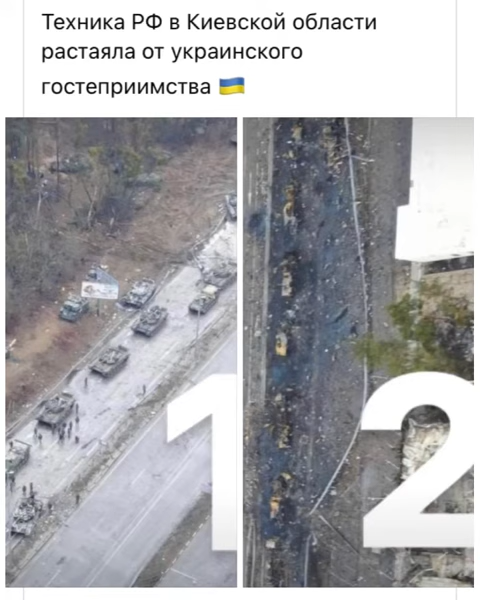 Техника РФ в Киевской области
растаяла от украинского
гостеприимства 🇺🇦
1
2